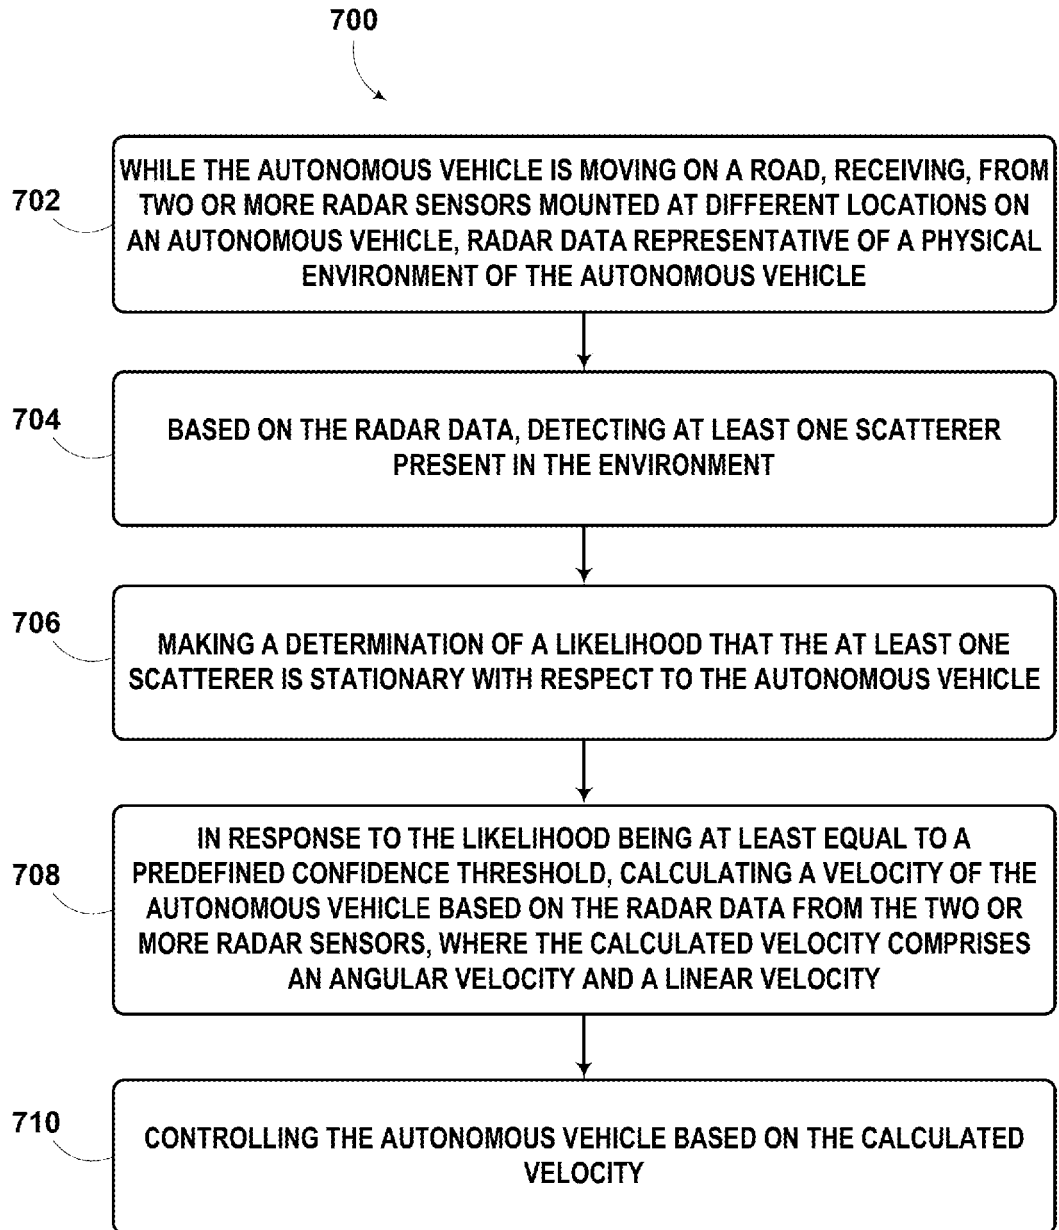 700
702
WHILE THE AUTONOMOUS VEHICLE IS MOVING ON A ROAD, RECEIVING, FROM
TWO OR MORE RADAR SENSORS MOUNTED AT DIFFERENT LOCATIONS ON
AN AUTONOMOUS VEHICLE, RADAR DATA REPRESENTATIVE OF A PHYSICAL
ENVIRONMENT OF THE AUTONOMOUS VEHICLE
704
BASED ON THE RADAR DATA, DETECTING AT LEAST ONE SCATTERER
PRESENT IN THE ENVIRONMENT
706
MAKING A DETERMINATION OF A LIKELIHOOD THAT THE AT LEAST ONE
SCATTERER IS STATIONARY WITH RESPECT TO THE AUTONOMOUS VEHICLE
708
IN RESPONSE TO THE LIKELIHOOD BEING AT LEAST EQUAL TO A
PREDEFINED CONFIDENCE THRESHOLD, CALCULATING A VELOCITY OF THE
AUTONOMOUS VEHICLE BASED ON THE RADAR DATA FROM THE TWO OR
MORE RADAR SENSORS, WHERE THE CALCULATED VELOCITY COMPRISES
AN ANGULAR VELOCITY AND A LINEAR VELOCITY
710
CONTROLLING THE AUTONOMOUS VEHICLE BASED ON THE CALCULATED
VELOCITY